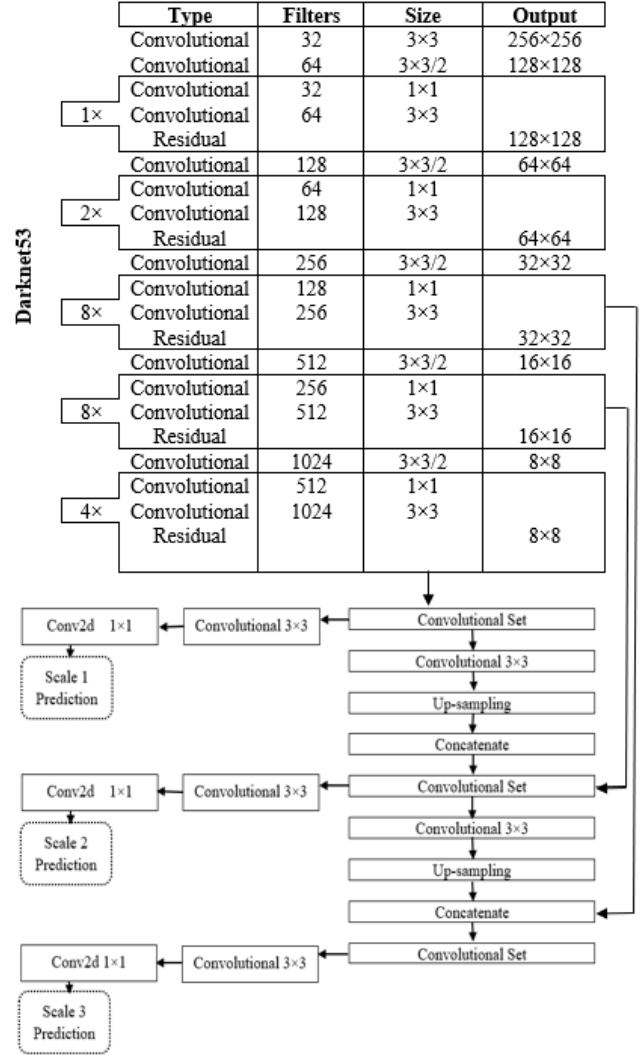 Type Filters Size Output
Convolutional 32 3×3 256×256
Convolutional 64 3×3/2 128×128
Convolutional 32 1×1
1× Convolutional 64 3×3
Residual 128×128
Convolutional 128 3×3/2 64×64
Convolutional 64 1×1
2× Convolutional 128 3×3
Residual 64×64
Convolutional 256 3×3/2 32×32
Convolutional 128 1×1
8× Convolutional 256 3×3
Residual 32×32
Convolutional 512 3×3/2 16×16
Convolutional 256 1×1
8× Convolutional 512 3×3
Residual 16×16
Convolutional 1024 3×3/2 8×8
Convolutional 512 1×1
4× Convolutional 1024 3×3
Residual 8×8
Darknet53
Conv2d 1×1 Convolutional 3×3 Convolutional Set
Scale 1
Prediction
Convolutional 3×3
Up-sampling
Concatenate
Conv2d 1×1 Convolutional 3×3 Convolutional Set
Scale 2
Prediction
Convolutional 3×3
Up-sampling
Concatenate
Conv2d 1×1 Convolutional 3×3 Convolutional Set
Scale 3
Prediction